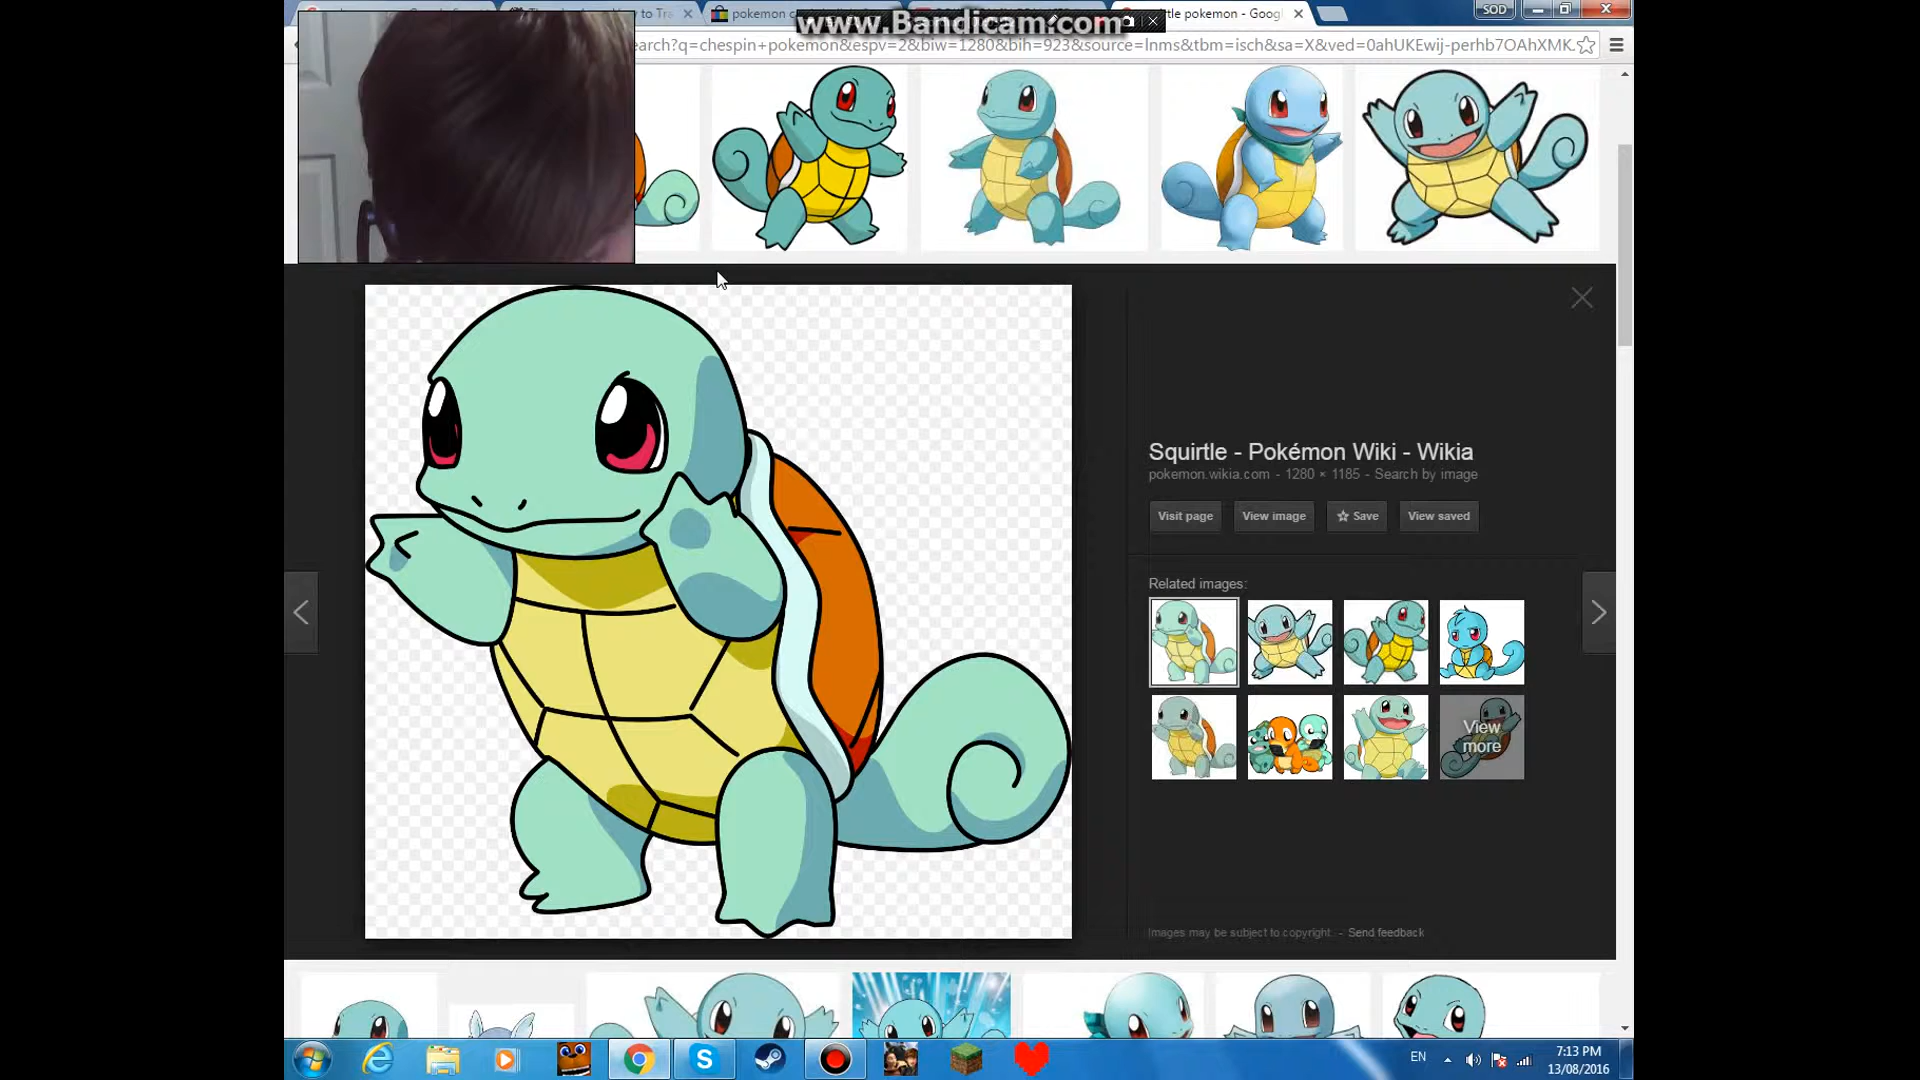 www.Bandicam.com
pokemon c
tle pokemon - Goog
SOD
earch?q=chespin+pokemon&espv=2&biw=1280&bih=923&source=lnms&tbm=isch&sa=X&ved=0ahUKEwij-perhb7OAhXMK
Squirtle - Pokémon Wiki - Wikia
pokemon.wikia.com - 1280 × 1185 - Search by image
Visit page
View image
Save
View saved
Related images:
View more
Images may be subject to copyright. - Send feedback
EN
7:13 PM
13/08/2016